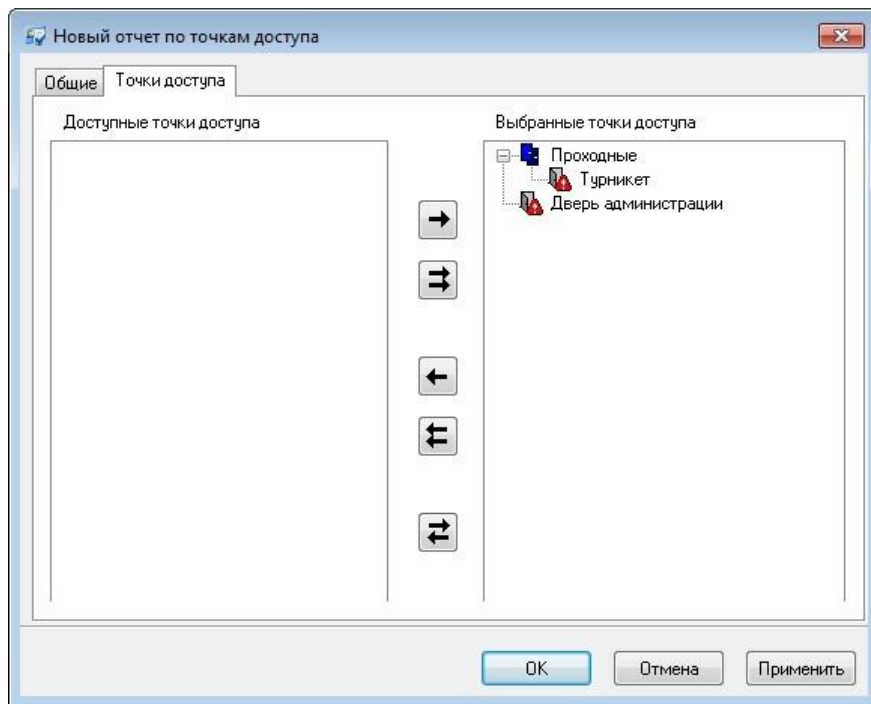 Новый отчет по точкам доступа
Общие
Точки доступа
Доступные точки доступа
Выбранные точки доступа
Проходные
Турникет
Дверь администрации
OK
Отмена
Применить